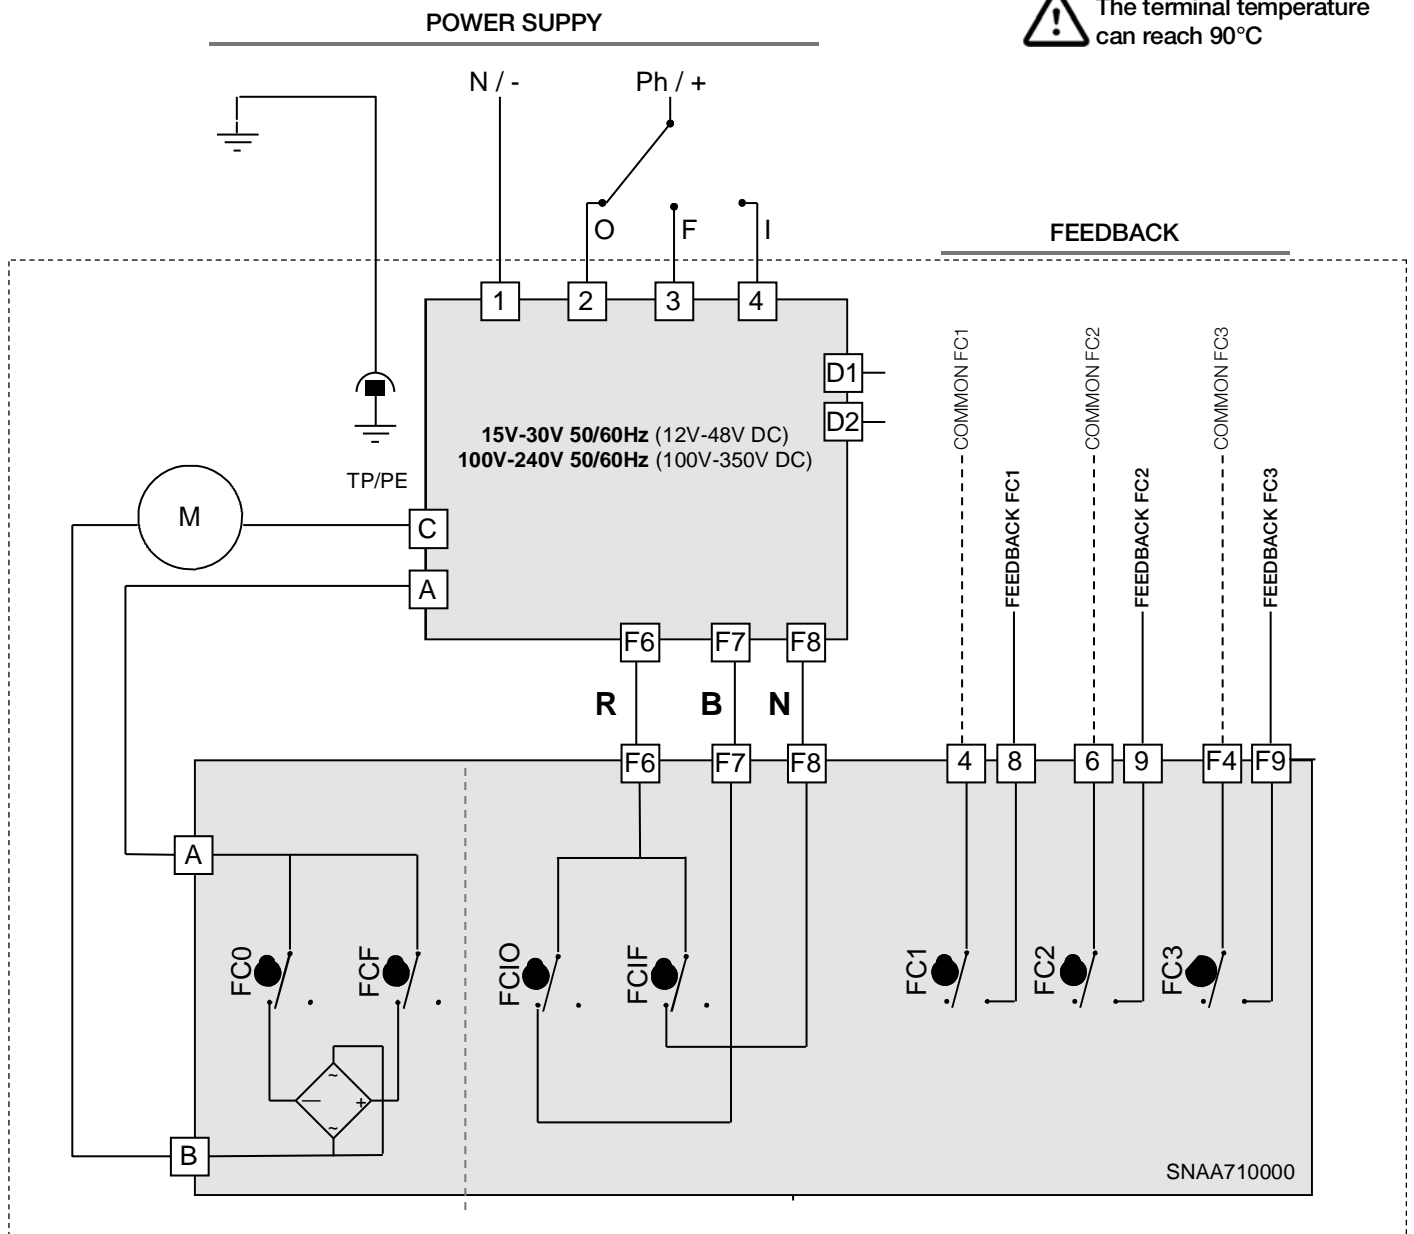 The terminal temperature
can reach 90°C
POWER SUPPY
N / -
Ph / +
O
F
I
FEEDBACK
1
2
3
4
D1
D2
15V-30V 50/60Hz (12V-48V DC)
100V-240V 50/60Hz (100V-350V DC)
TP/PE
M
C
A
COMMON FC1
FEEDBACK FC1
COMMON FC2
FEEDBACK FC2
COMMON FC3
FEEDBACK FC3
F6
F7
F8
R
B
N
F6
F7
F8
4
8
6
9
F4
F9
A
FC0
FCF
FCIO
FCIF
FC1
FC2
FC3
~
—
+
~
B
SNAA710000